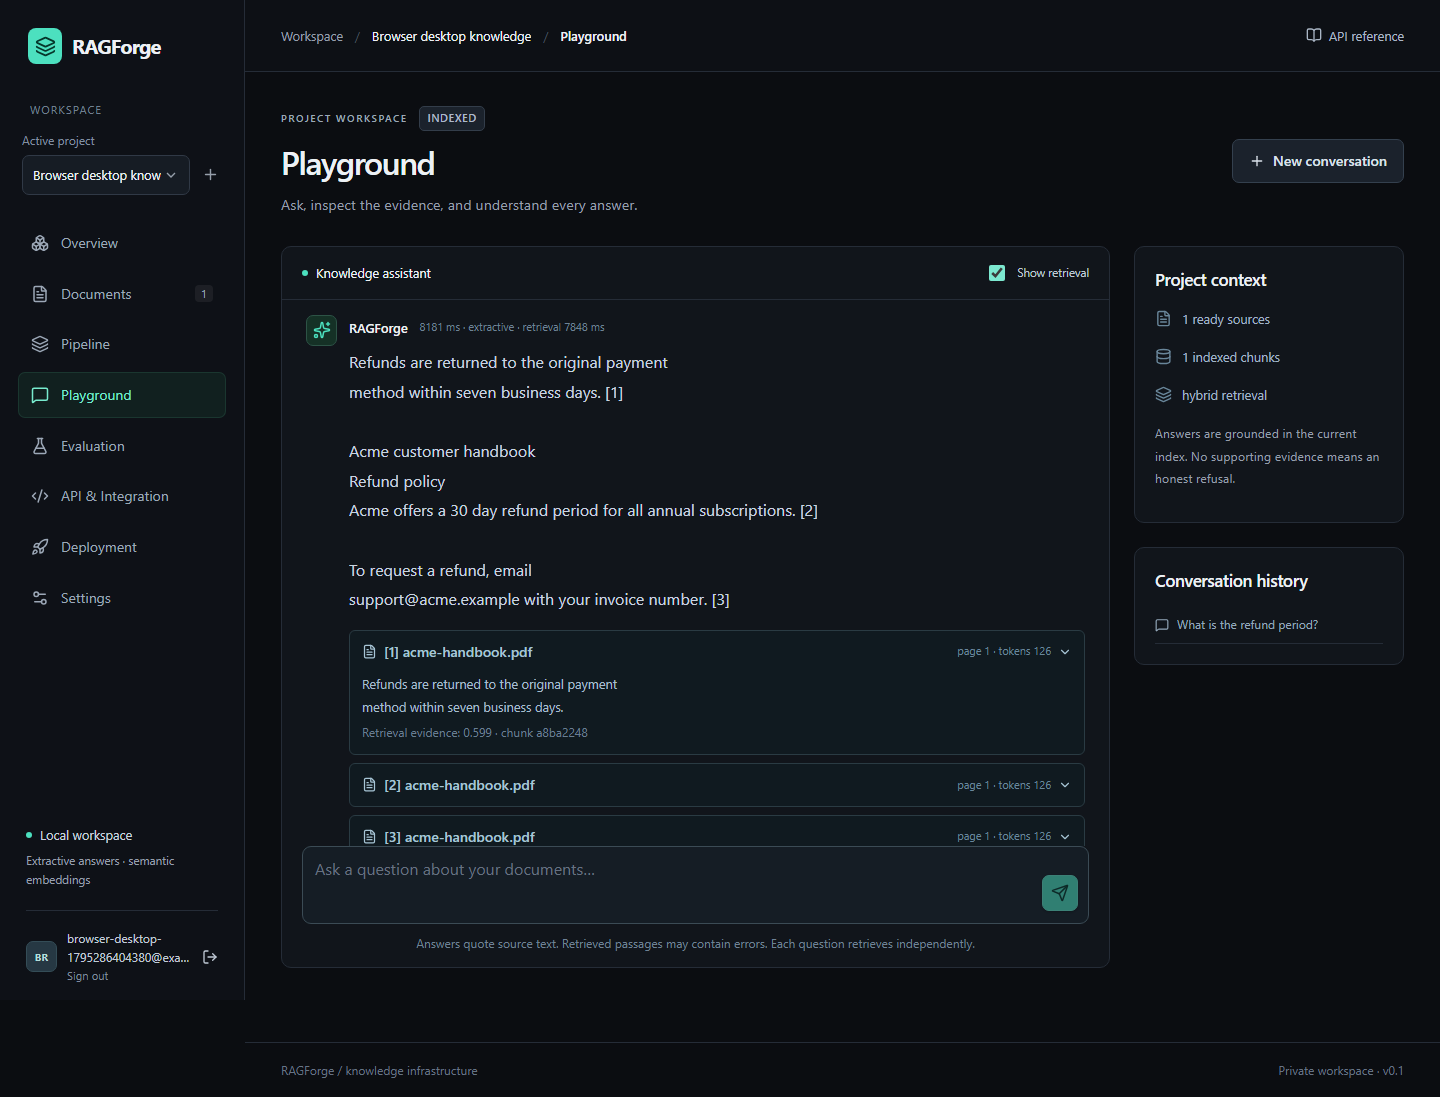 RAGForge
WORKSPACE
Active project
Browser desktop know
Overview
Documents 1
Pipeline
Playground
Evaluation
API & Integration
Deployment
Settings
Local workspace
Extractive answers · semantic
embeddings
BR
browser-desktop-
1795286404380@exa...
Sign out
Workspace / Browser desktop knowledge / Playground
API reference
PROJECT WORKSPACE INDEXED
Playground
Ask, inspect the evidence, and understand every answer.
+ New conversation
Knowledge assistant
Show retrieval
RAGForge 8181 ms · extractive · retrieval 7848 ms
Refunds are returned to the original payment
method within seven business days. [1]
Acme customer handbook
Refund policy
Acme offers a 30 day refund period for all annual subscriptions. [2]
To request a refund, email
support@acme.example with your invoice number. [3]
[1] acme-handbook.pdf page 1 · tokens 126
Refunds are returned to the original payment
method within seven business days.
Retrieval evidence: 0.599 · chunk a8ba2248
[2] acme-handbook.pdf page 1 · tokens 126
[3] acme-handbook.pdf page 1 · tokens 126
Ask a question about your documents...
Answers quote source text. Retrieved passages may contain errors. Each question retrieves independently.
Project context
1 ready sources
1 indexed chunks
hybrid retrieval
Answers are grounded in the current
index. No supporting evidence means an
honest refusal.
Conversation history
What is the refund period?
RAGForge / knowledge infrastructure
Private workspace · v0.1